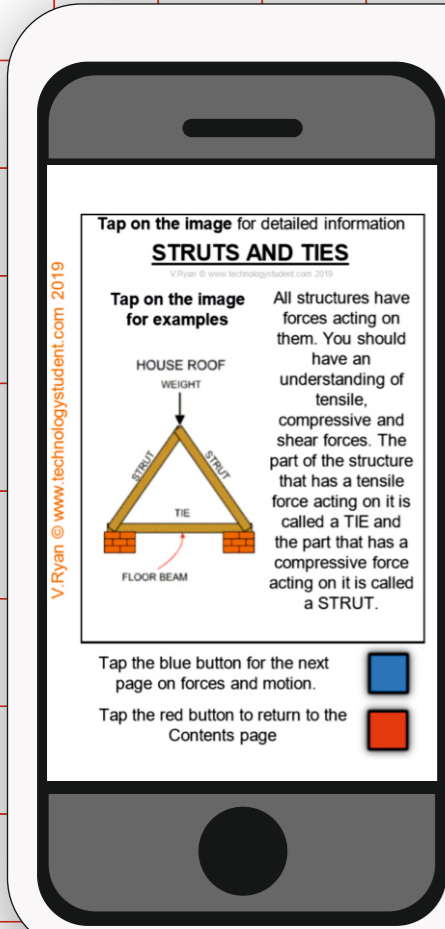 V.Ryan © www.technologystudent.com 2019
Tap on the image for detailed information
STRUTS AND TIES
V.Ryan © www.technologystudent.com 2019
Tap on the image
for examples
HOUSE ROOF
WEIGHT
STRUT
STRUT
TIE
FLOOR BEAM
All structures have
forces acting on
them. You should
have an
understanding of
tensile,
compressive and
shear forces. The
part of the structure
that has a tensile
force acting on it is
called a TIE and
the part that has a
compressive force
acting on it is called
a STRUT.
Tap the blue button for the next
page on forces and motion.
Tap the red button to return to the
Contents page